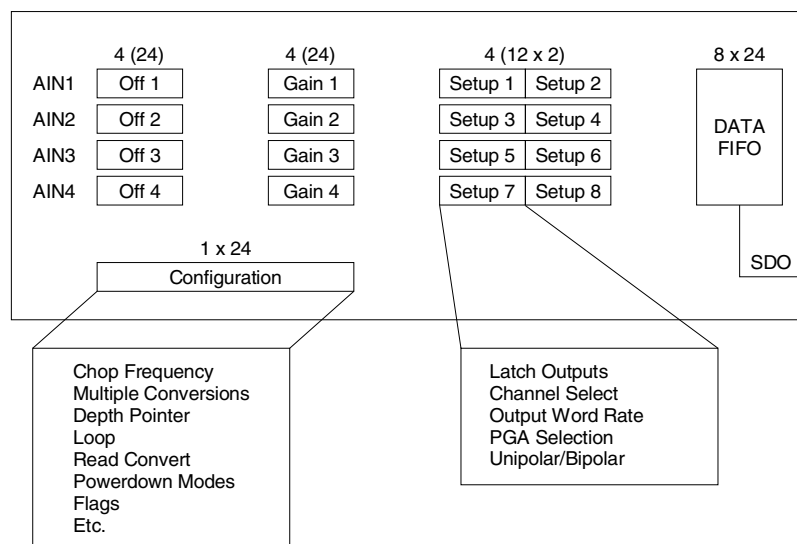 4 (24) 4 (24) 4 (12 x 2) 8 x 24
AIN1 Off 1 Gain 1 Setup 1 Setup 2
AIN2 Off 2 Gain 2 Setup 3 Setup 4
AIN3 Off 3 Gain 3 Setup 5 Setup 6
AIN4 Off 4 Gain 4 Setup 7 Setup 8
DATA
FIFO
SDO
1 x 24
Configuration
Chop Frequency
Multiple Conversions
Depth Pointer
Loop
Read Convert
Powerdown Modes
Flags
Etc.
Latch Outputs
Channel Select
Output Word Rate
PGA Selection
Unipolar/Bipolar